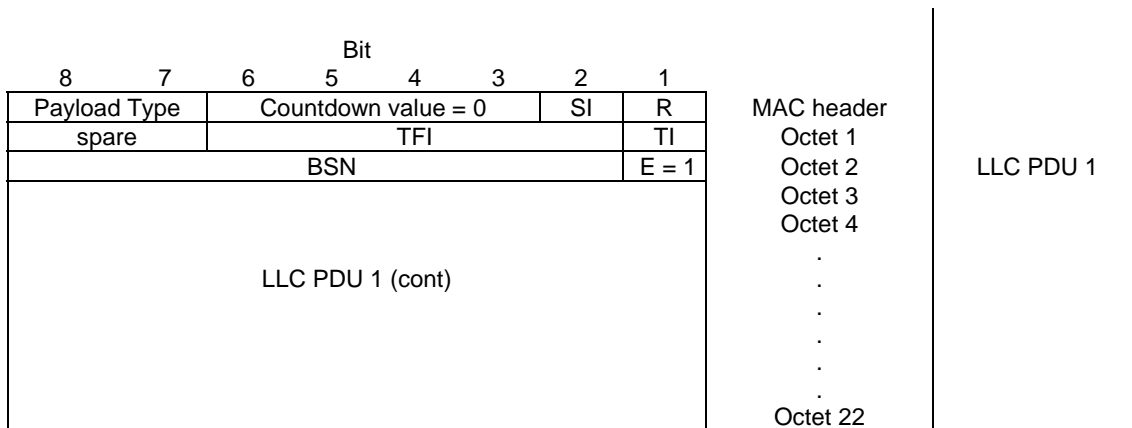 Bit
8 7 6 5 4 3 2 1
Payload Type Countdown value = 0 SI R MAC header
spare TFI TI Octet 1
BSN E = 1 Octet 2 LLC PDU 1
Octet 3
Octet 4
.
LLC PDU 1 (cont) .
.
.
.
.
Octet 22